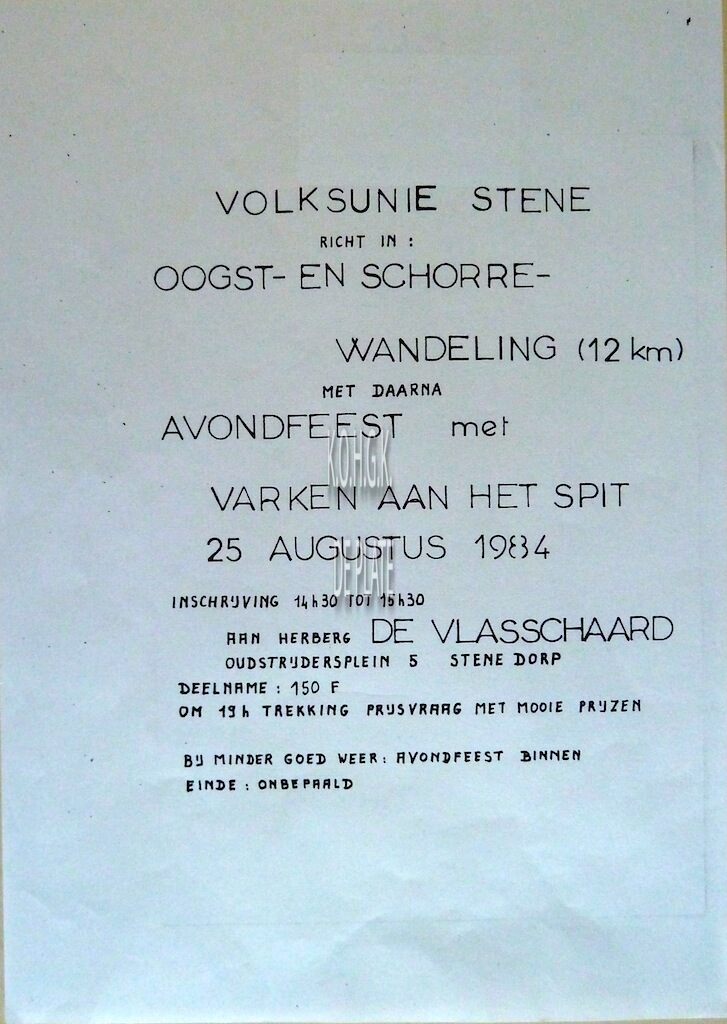 VOLKSUNIE STENE
RICHT IN :
OOGST- EN SCHORRE-
WANDELING (12 km)
MET DAARNA
AVONDFEEST met
K.O.H.G.K
VARKEN AAN HET SPIT
25 AUGUSTUS 1984
DE PLATE
INSCHRIJVING 14h30 TOT 15h30
AAN HERBERG DE VLASSCHAARD
OUDSTRIJDERSPLEIN 5 STENE DORP
DEELNAME : 150 F
OM 19h TREKKING PRIJSVRAAG MET MOOIE PRIJZEN
BIJ MINDER GOED WEER : AVONDFEEST BINNEN
EINDE : ONBEPAALD